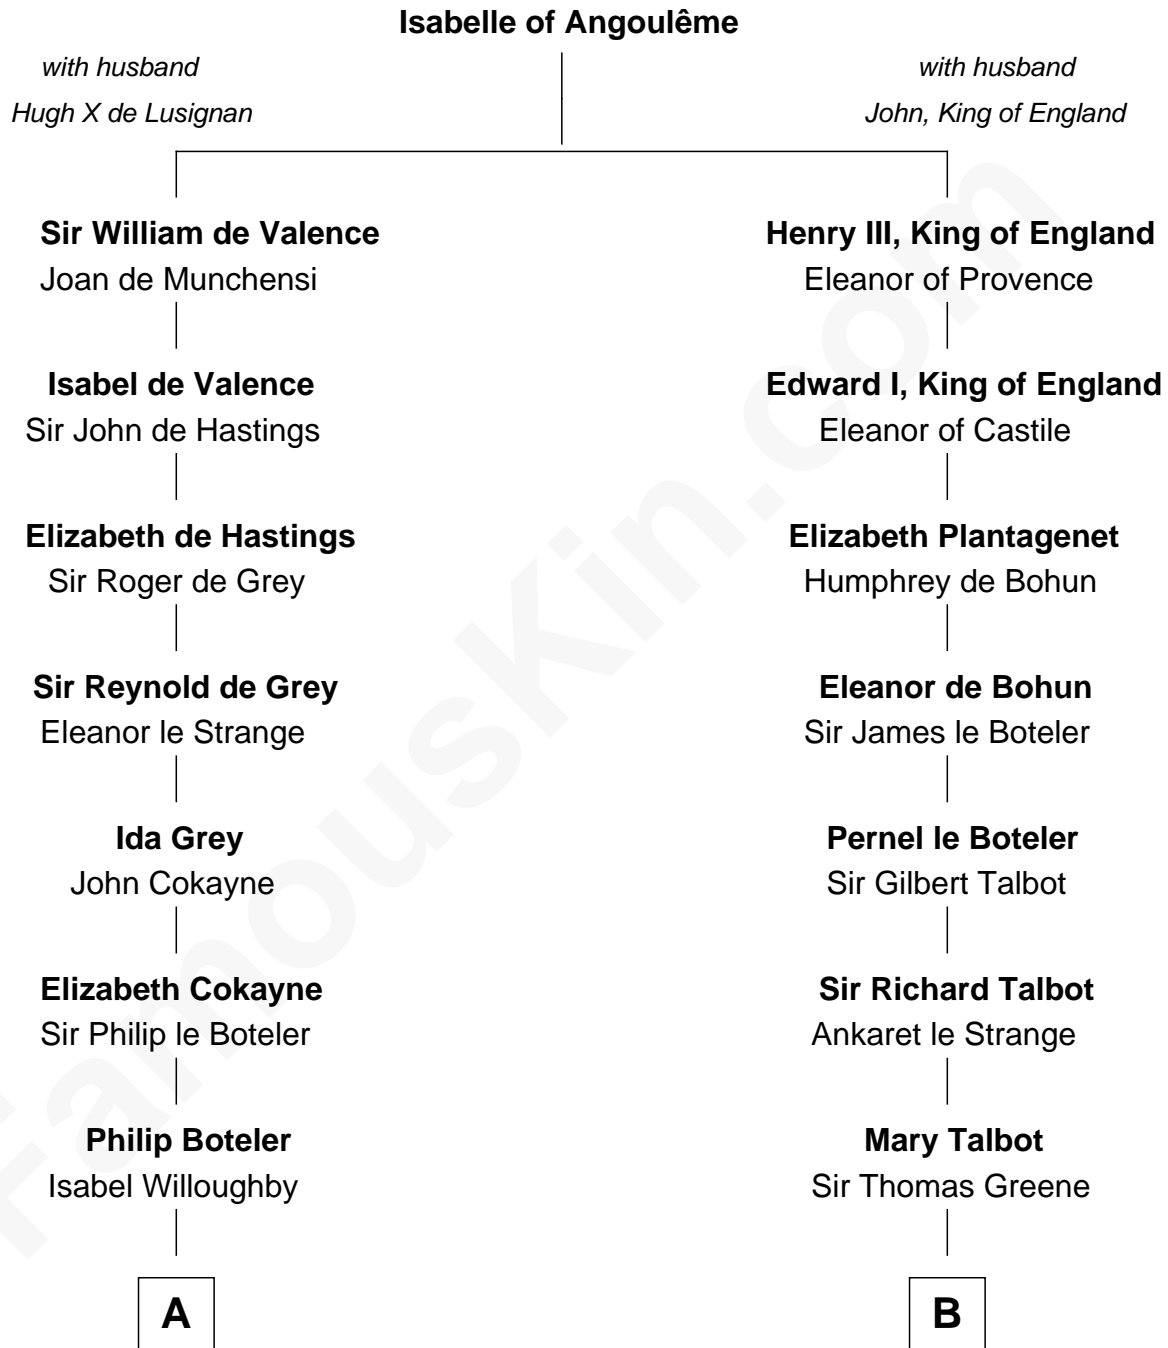 Isabelle of Angoulême
with husband
Hugh X de Lusignan
with husband
John, King of England
Sir William de Valence
Joan de Munchensi
Henry III, King of England
Eleanor of Provence
Isabel de Valence
Sir John de Hastings
Edward I, King of England
Eleanor of Castile
Elizabeth de Hastings
Sir Roger de Grey
Elizabeth Plantagenet
Humphrey de Bohun
Sir Reynold de Grey
Eleanor le Strange
Eleanor de Bohun
Sir James le Boteler
Ida Grey
John Cokayne
Pernel le Boteler
Sir Gilbert Talbot
Elizabeth Cokayne
Sir Philip le Boteler
Sir Richard Talbot
Ankaret le Strange
Philip Boteler
Isabel Willoughby
Mary Talbot
Sir Thomas Greene
A
B
FamousKin.com